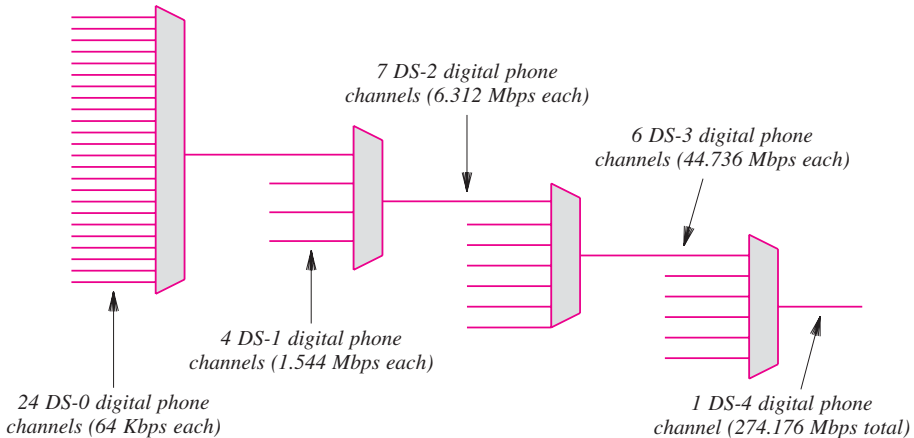 7 DS-2 digital phone
channels (6.312 Mbps each)
6 DS-3 digital phone
channels (44.736 Mbps each)
4 DS-1 digital phone
channels (1.544 Mbps each)
24 DS-0 digital phone
channels (64 Kbps each)
1 DS-4 digital phone
channel (274.176 Mbps total)